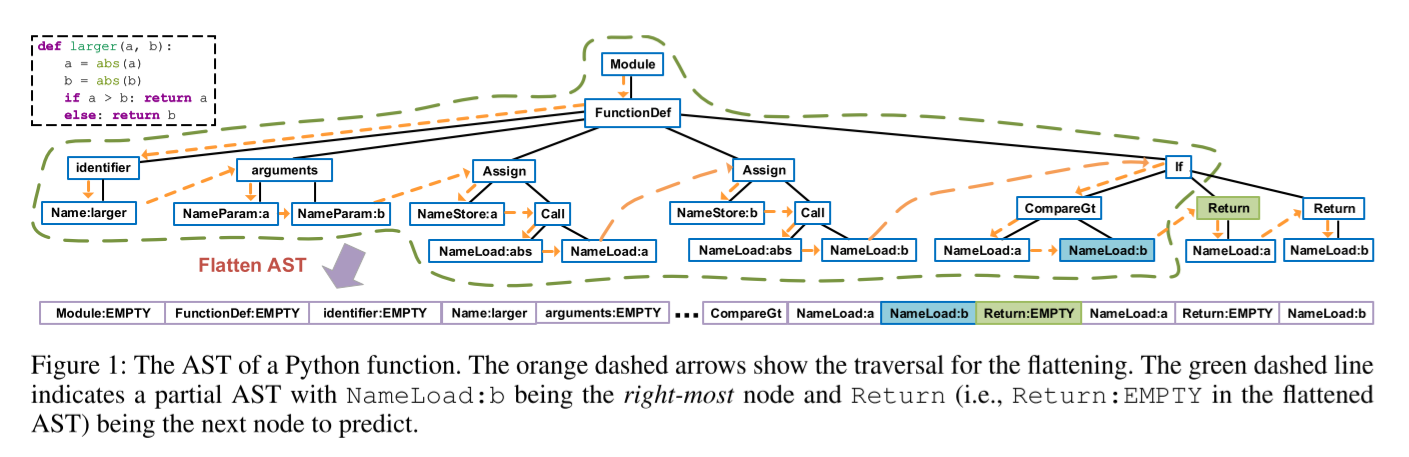 def larger(a, b):
a = abs(a)
b = abs(b)
if a > b: return a
else: return b
Module
FunctionDef
identifier
arguments
Assign
Assign
If
Name:larger
NameParam:a
NameParam:b
NameStore:a
Call
NameStore:b
Call
CompareGt
Return
Return
NameLoad:abs
NameLoad:a
NameLoad:abs
NameLoad:b
NameLoad:a
NameLoad:b
NameLoad:a
NameLoad:b
Flatten AST
Module:EMPTY FunctionDef:EMPTY identifier:EMPTY Name:larger arguments:EMPTY ... CompareGt NameLoad:a NameLoad:b Return:EMPTY NameLoad:a Return:EMPTY NameLoad:b
Figure 1: The AST of a Python function. The orange dashed arrows show the traversal for the flattening. The green dashed line
indicates a partial AST with NameLoad:b being the right-most node and Return (i.e., Return:EMPTY in the flattened
AST) being the next node to predict.